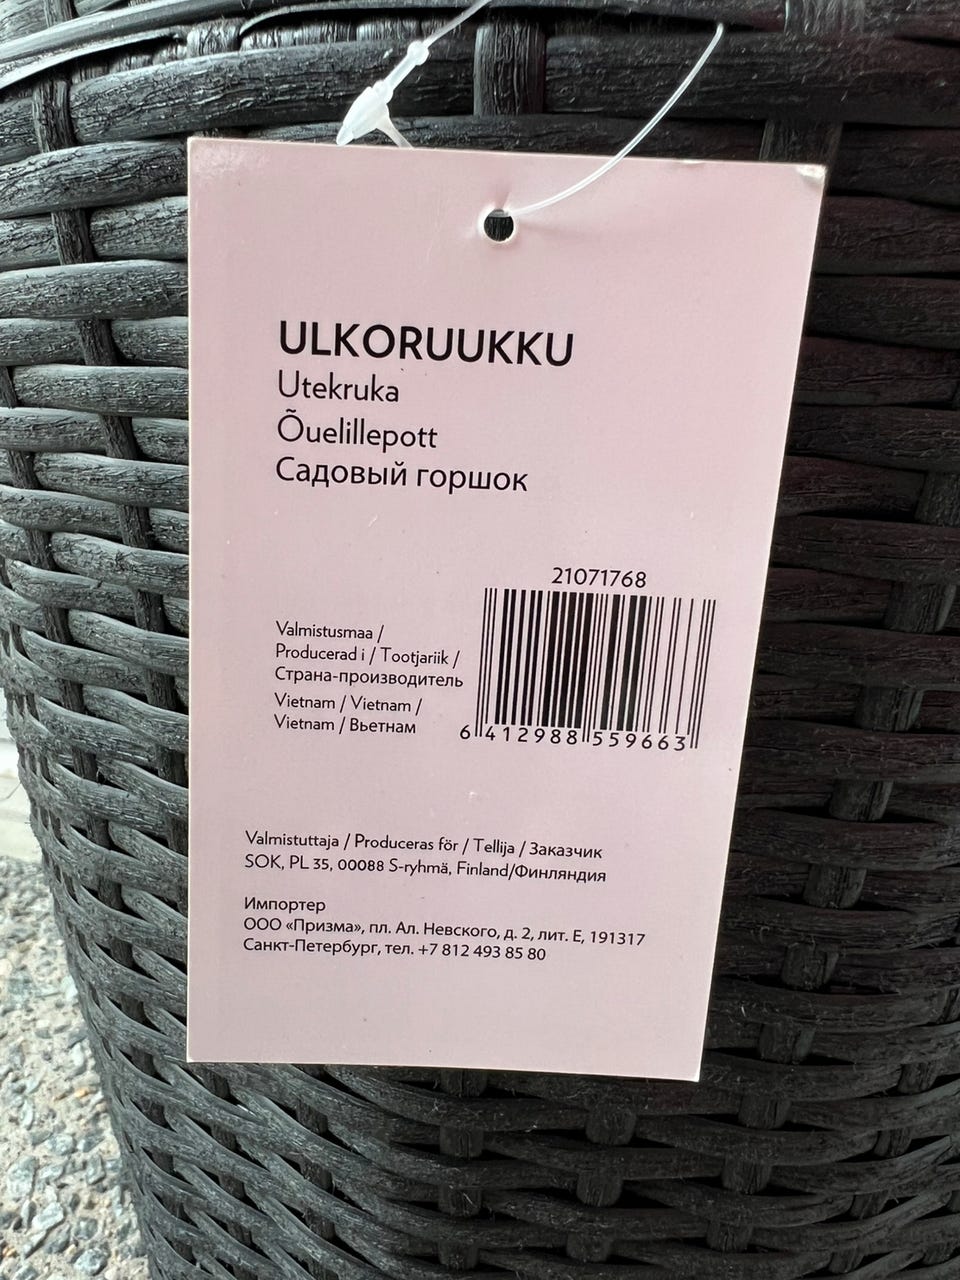 ULKORUUKKU
Utekruka
Õuelillepott
Садовый горшок
21071768
Valmistusmaa /
Producerad i / Tootjariik /
Страна-производитель
Vietnam / Vietnam /
Vietnam / Вьетнам
6 412988 559663
Valmistuttaja / Produceras för / Tellija / Заказчик
SOK, PL 35, 00088 S-ryhmä, Finland/Финляндия
Импортер
ООО «Призма», пл. Ал. Невского, д. 2, лит. Е, 191317
Санкт-Петербург, тел. +7 812 493 85 80